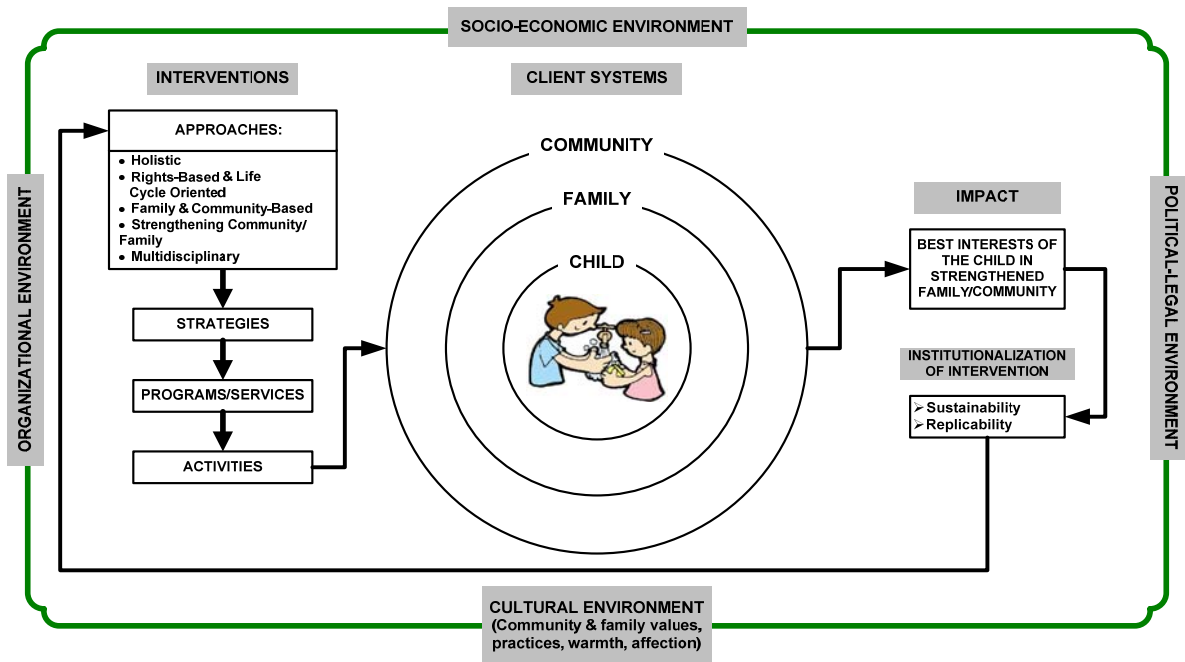 SOCIO-ECONOMIC ENVIRONMENT
INTERVENTIONS
CLIENT SYSTEMS
APPROACHES:
• Holistic
• Rights-Based & Life
Cycle Oriented
• Family & Community-Based
• Strengthening Community/
Family
• Multidisciplinary
STRATEGIES
PROGRAMS/SERVICES
ACTIVITIES
COMMUNITY
FAMILY
CHILD
IMPACT
BEST INTERESTS OF
THE CHILD IN
STRENGTHENED
FAMILY/COMMUNITY
INSTITUTIONALIZATION
OF INTERVENTION
➢ Sustainability
➢ Replicability
ORGANIZATIONAL ENVIRONMENT
POLITICAL-LEGAL ENVIRONMENT
CULTURAL ENVIRONMENT
(Community & family values,
practices, warmth, affection)